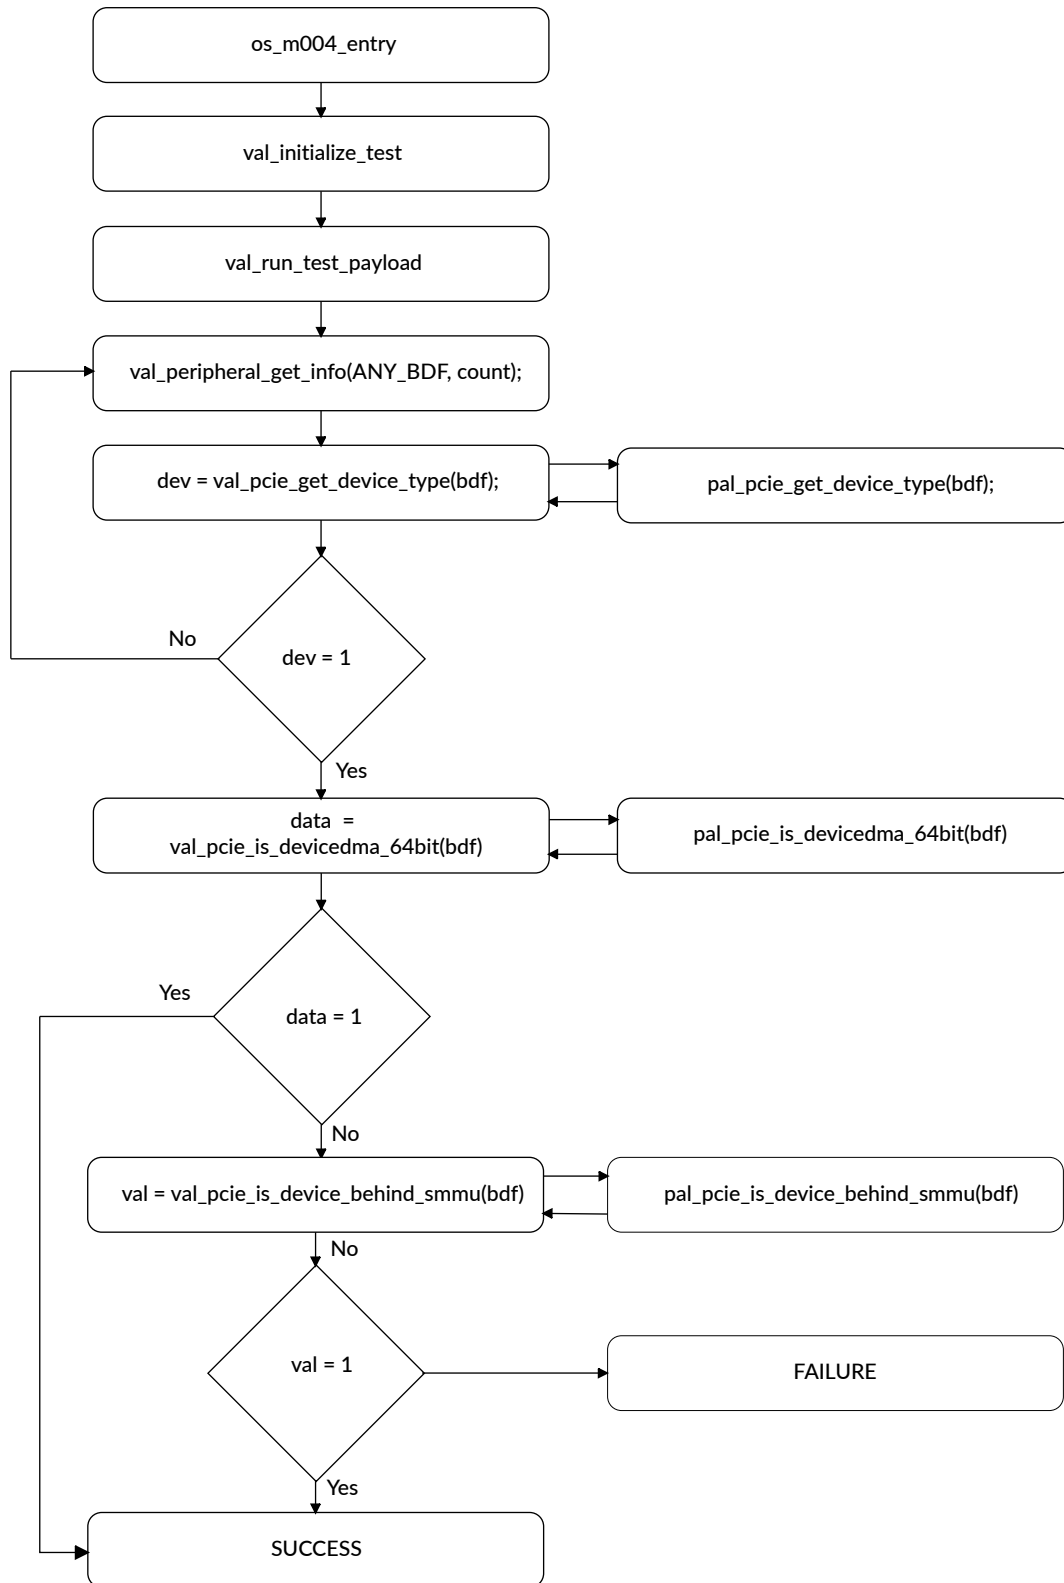 os_m004_entry
val_initialize_test
val_run_test_payload
val_peripheral_get_info(ANY_BDF, count);
dev = val_pcie_get_device_type(bdf);
pal_pcie_get_device_type(bdf);
No
dev = 1
Yes
data =
val_pcie_is_devicedma_64bit(bdf)
pal_pcie_is_devicedma_64bit(bdf)
Yes
data = 1
No
val = val_pcie_is_device_behind_smmu(bdf)
pal_pcie_is_device_behind_smmu(bdf)
No
val = 1
FAILURE
Yes
SUCCESS